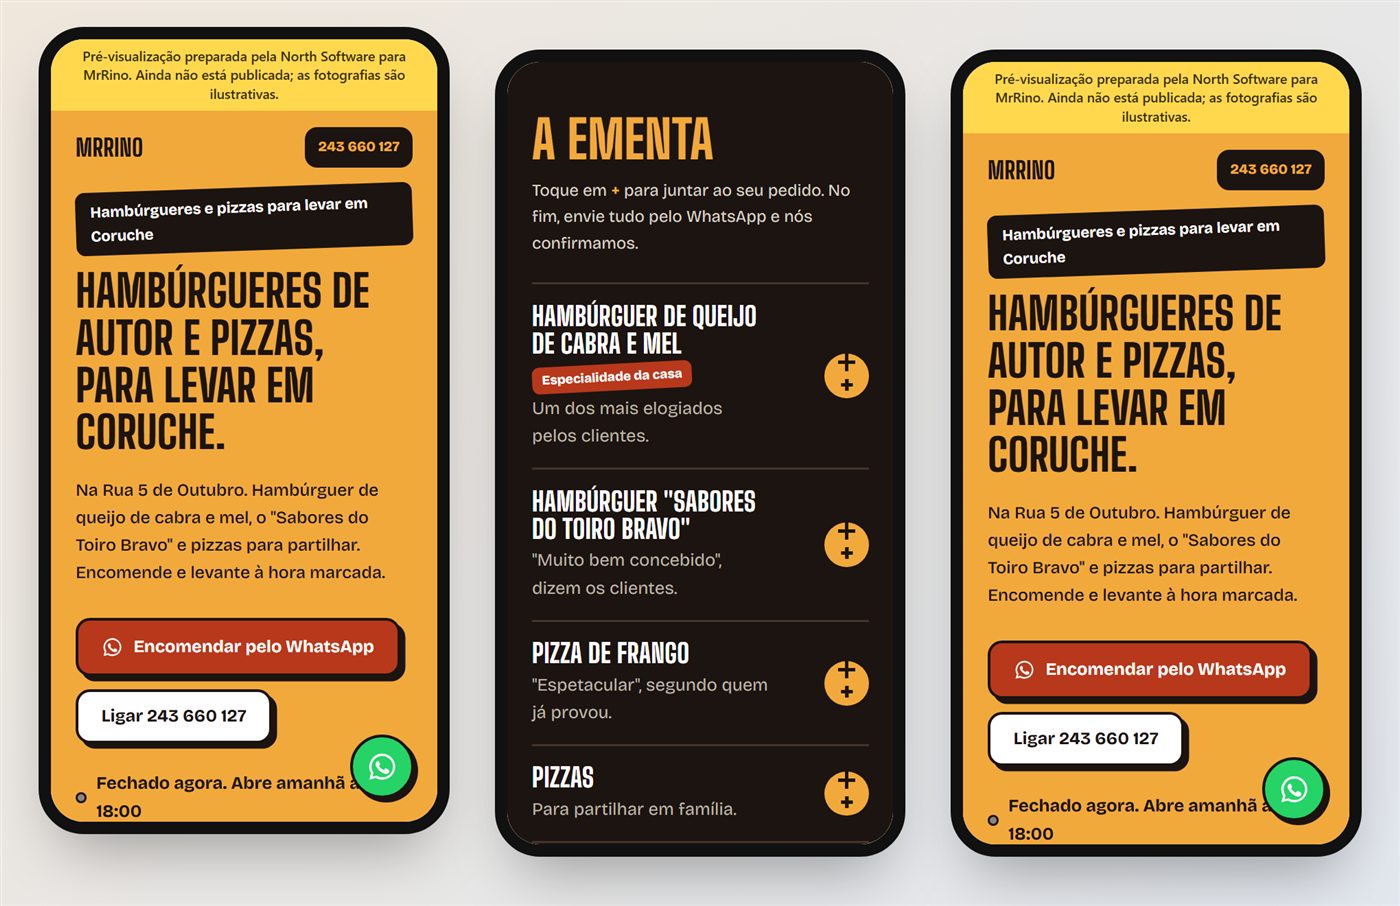 Pré-visualização preparada pela North Software para
MrRino. Ainda não está publicada; as fotografias são
ilustrativas.
MRRINO
243 660 127
Hambúrgueres e pizzas para levar em
Coruche
HAMBÚRGUERES DE
AUTOR E PIZZAS,
PARA LEVAR EM
CORUCHE.
Na Rua 5 de Outubro. Hambúrguer de
queijo de cabra e mel, o "Sabores do
Toiro Bravo" e pizzas para partilhar.
Encomende e levante à hora marcada.
Encomendar pelo WhatsApp
Ligar 243 660 127
Fechado agora. Abre amanhã
18:00
A EMENTA
Toque em + para juntar ao seu pedido. No
fim, envie tudo pelo WhatsApp e nós
confirmamos.
HAMBÚRGUER DE QUEIJO
DE CABRA E MEL
Especialidade da casa
Um dos mais elogiados
pelos clientes.
+
+
HAMBÚRGUER "SABORES
DO TOIRO BRAVO"
"Muito bem concebido",
dizem os clientes.
+
+
PIZZA DE FRANGO
"Espetacular", segundo quem
já provou.
+
+
PIZZAS
Para partilhar em família.
+
+
Pré-visualização preparada pela North Software para
MrRino. Ainda não está publicada; as fotografias são
ilustrativas.
MRRINO
243 660 127
Hambúrgueres e pizzas para levar em
Coruche
HAMBÚRGUERES DE
AUTOR E PIZZAS,
PARA LEVAR EM
CORUCHE.
Na Rua 5 de Outubro. Hambúrguer de
queijo de cabra e mel, o "Sabores do
Toiro Bravo" e pizzas para partilhar.
Encomende e levante à hora marcada.
Encomendar pelo WhatsApp
Ligar 243 660 127
Fechado agora. Abre amanhã
18:00